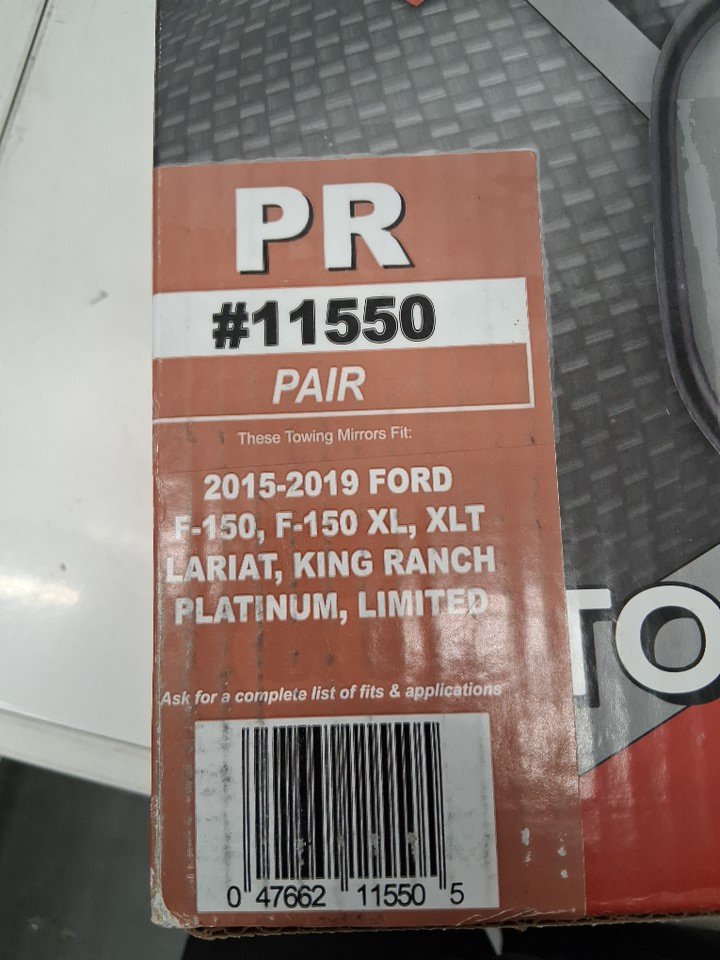 PR
#11550
PAIR
These Towing Mirrors Fit:
2015-2019 FORD
F-150, F-150 XL, XLT
LARIAT, KING RANCH
PLATINUM, LIMITED
Ask for a complete list of fits & applications
TO
0 47662 11550 5